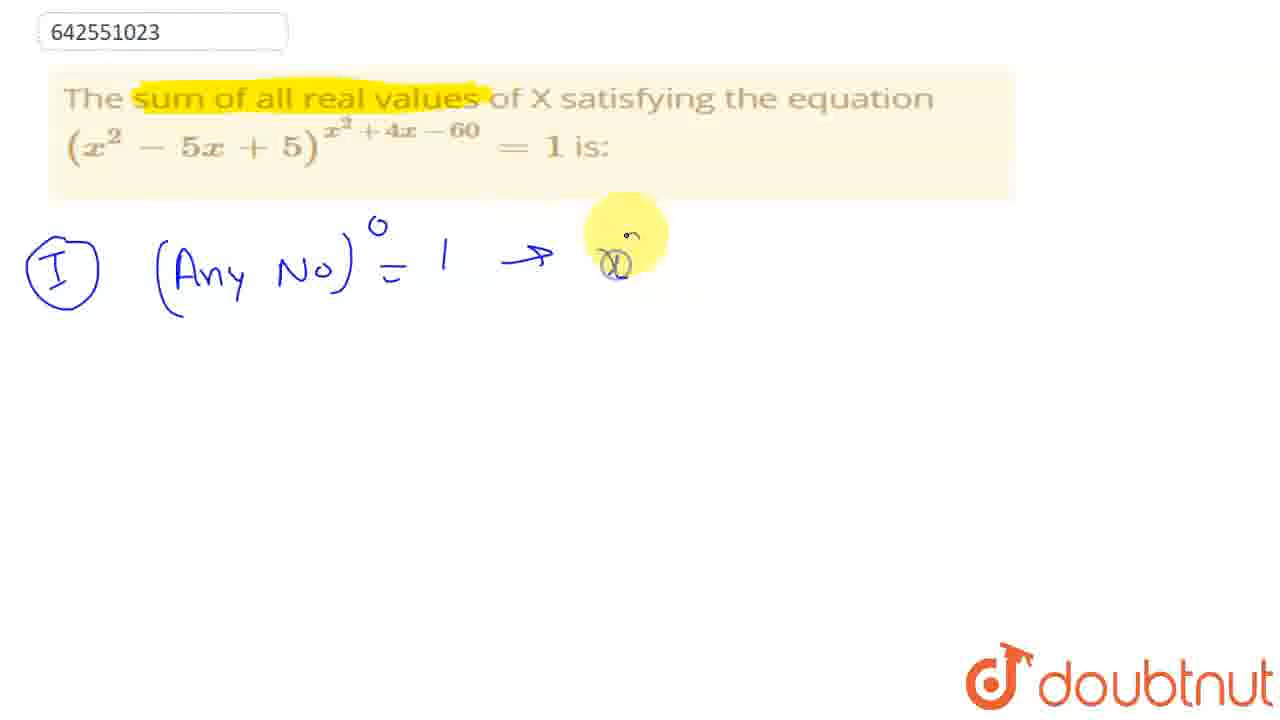 642551023
The sum of all real values of X satisfying the equation
(x² − 5x + 5)^(x² + 4x − 60) = 1 is:
I (Any No)⁰ = 1 → x
doubtnut